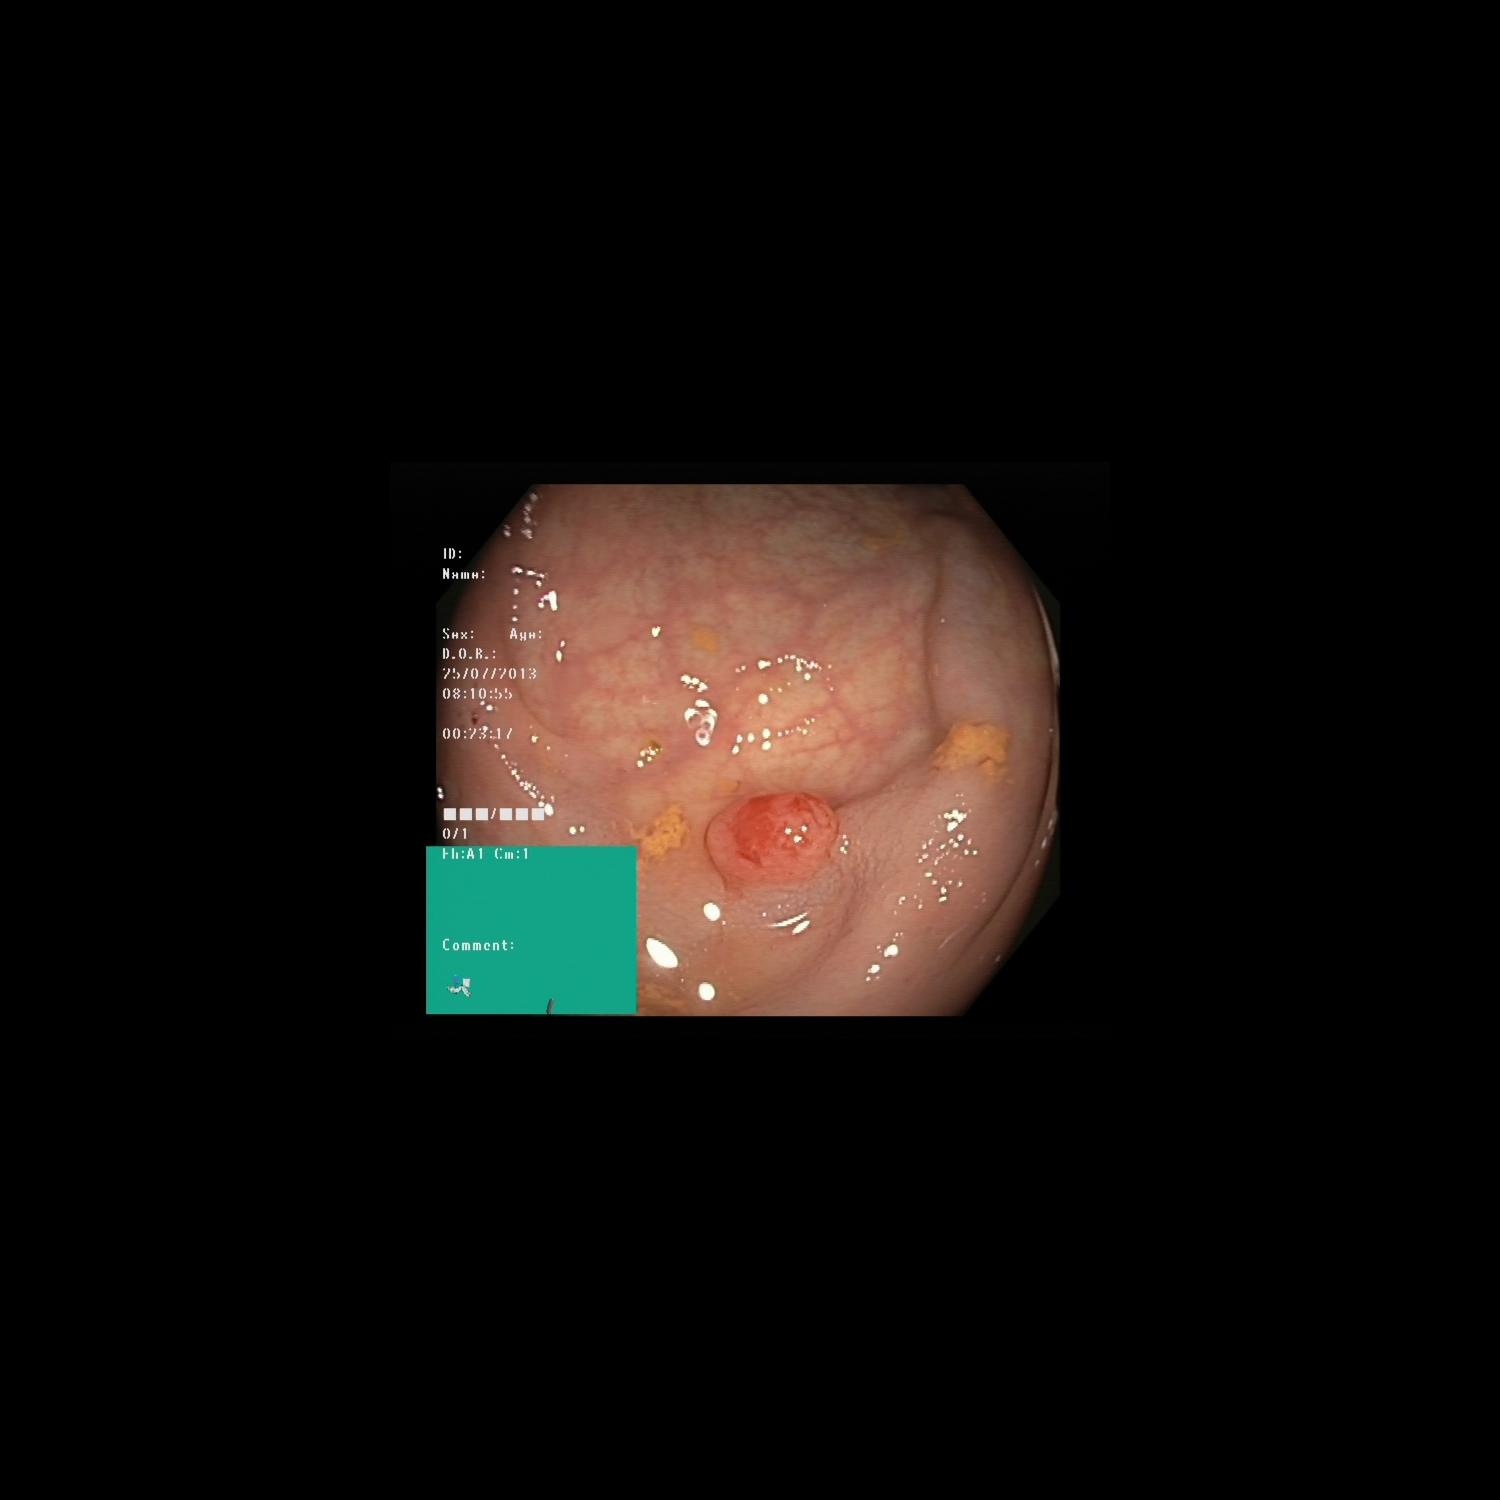 ID:
Name:
Sex: Age:
D.O.B.:
25/07/2013
08:10:55
00:23:17
■■■/■■■
0/1
Eh:A1 Cm:1
Comment: